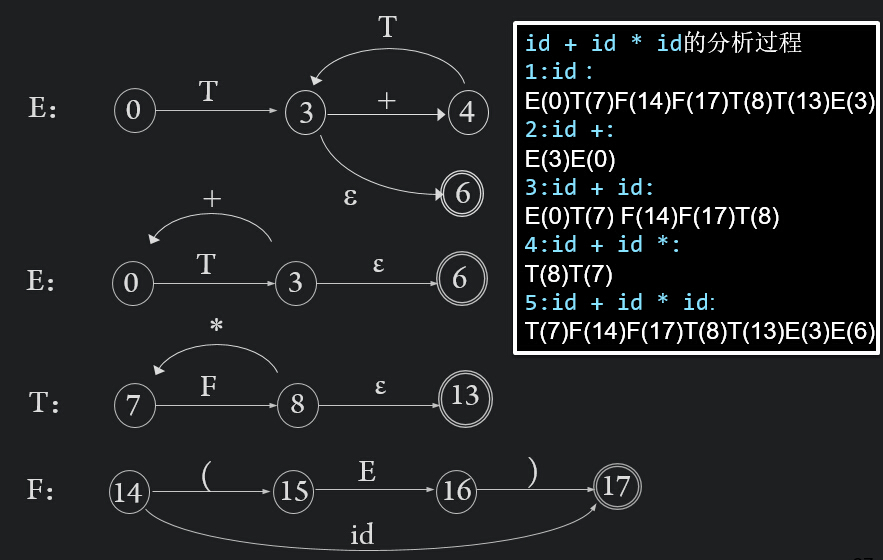 T
E:
0
T
3
+
4
ε
6
+
E:
0
T
3
ε
6
*
T:
7
F
8
ε
13
F:
14
(
15
E
16
)
17
id
id + id * id的分析过程
1:id:
E(0)T(7)F(14)F(17)T(8)T(13)E(3)
2:id +:
E(3)E(0)
3:id + id:
E(0)T(7) F(14)F(17)T(8)
4:id + id *:
T(8)T(7)
5:id + id * id:
T(7)F(14)F(17)T(8)T(13)E(3)E(6)